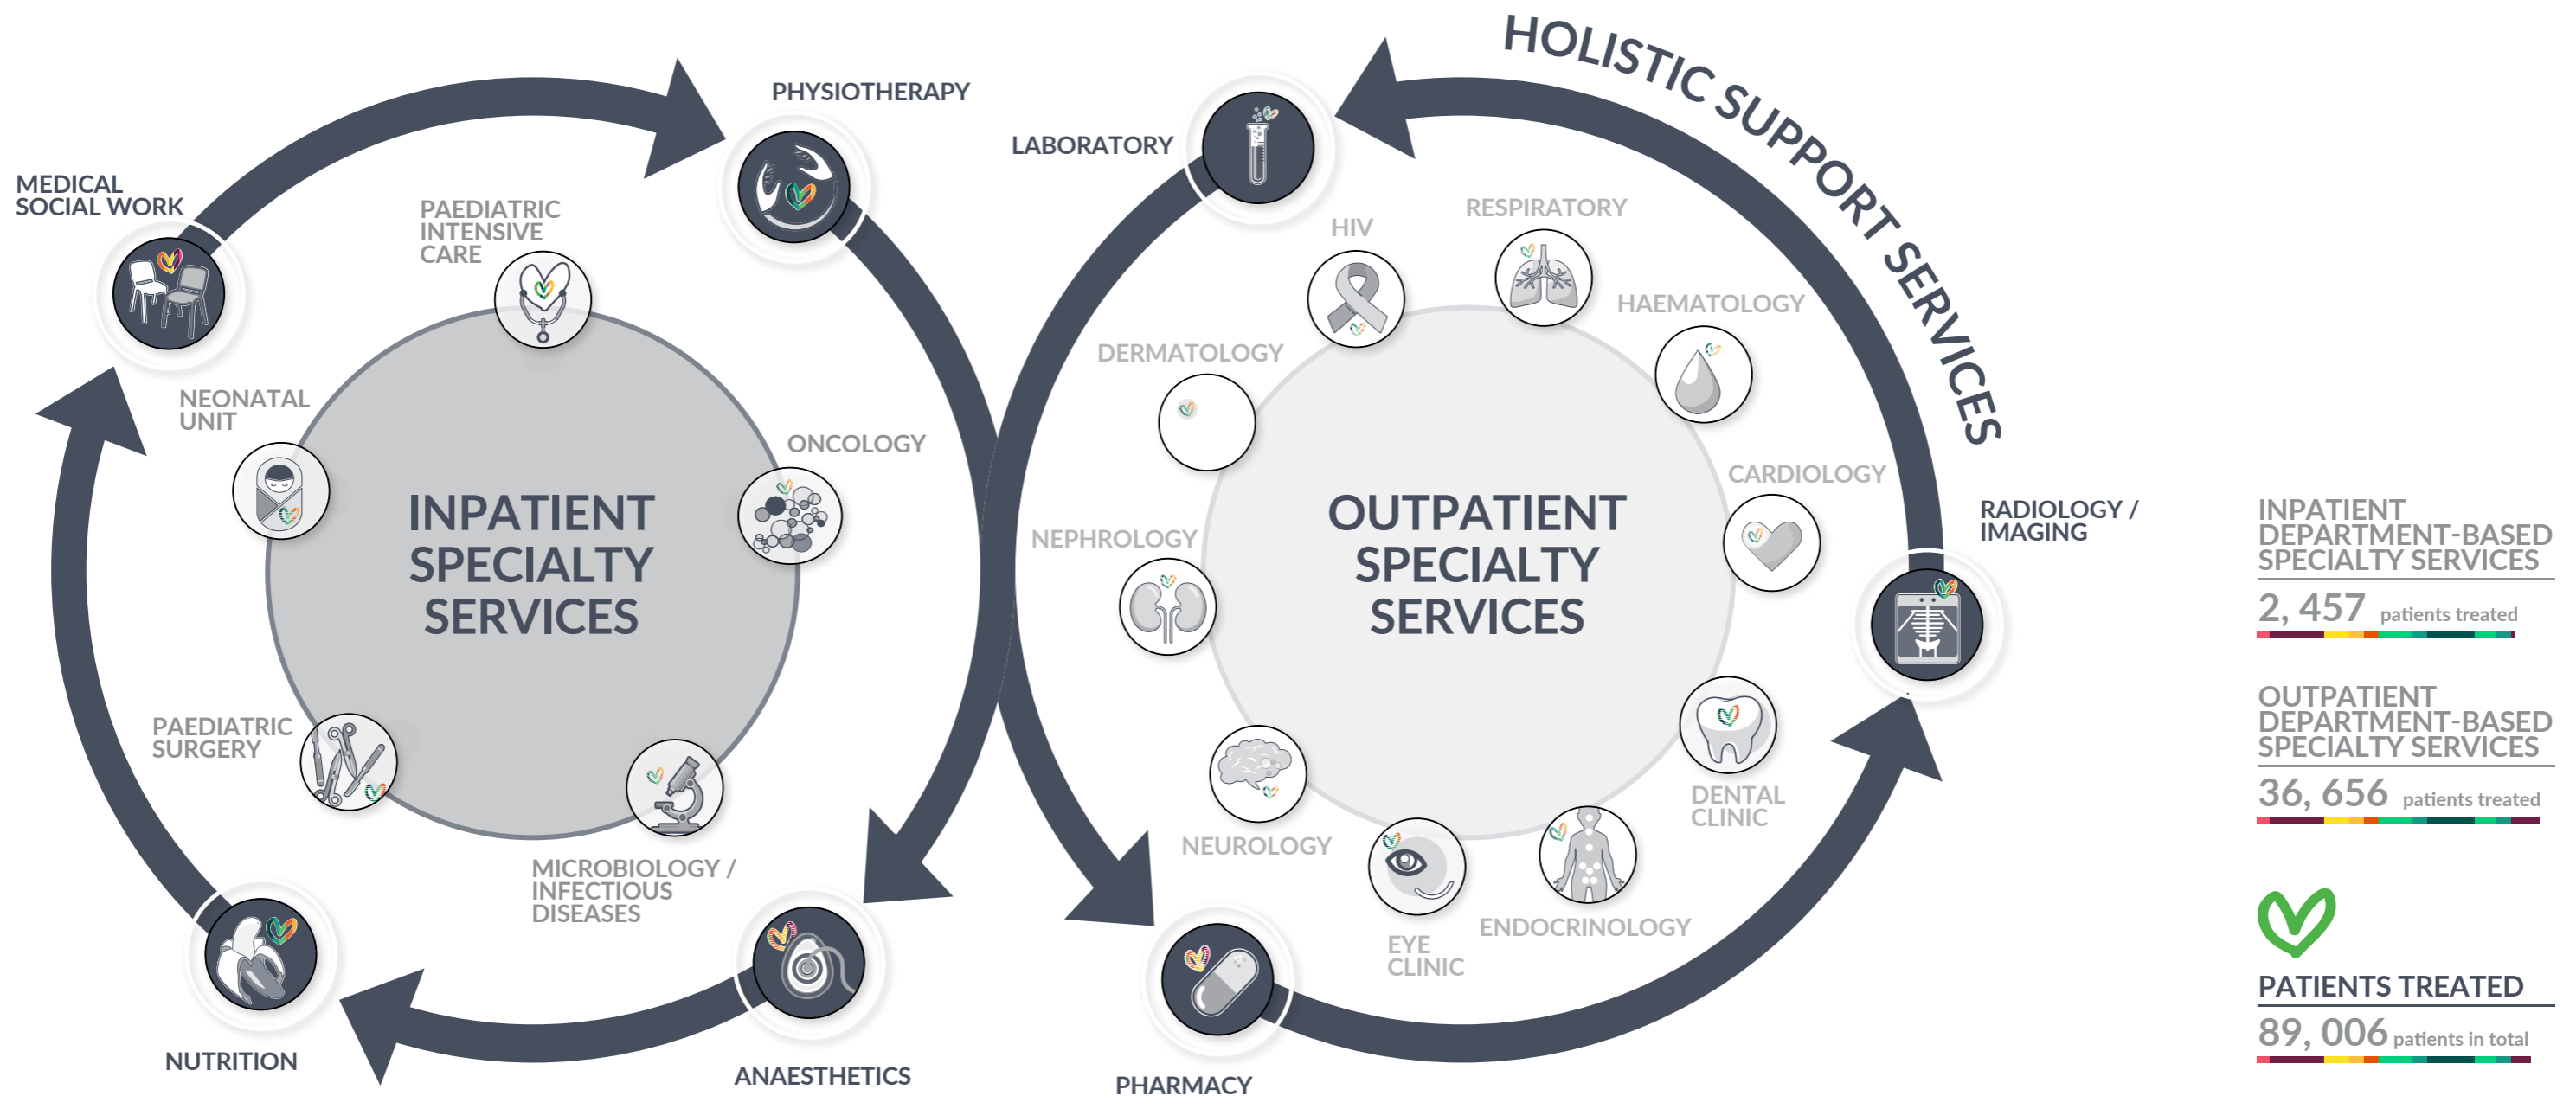 HOLISTIC SUPPORT SERVICES
MEDICAL
SOCIAL WORK
PHYSIOTHERAPY
PAEDIATRIC
INTENSIVE
CARE
NEONATAL
UNIT
ONCOLOGY
INPATIENT
SPECIALTY
SERVICES
PAEDIATRIC
SURGERY
MICROBIOLOGY /
INFECTIOUS
DISEASES
NUTRITION
ANAESTHETICS
LABORATORY
HIV
RESPIRATORY
HAEMATOLOGY
DERMATOLOGY
CARDIOLOGY
NEPHROLOGY
OUTPATIENT
SPECIALTY
SERVICES
RADIOLOGY /
IMAGING
NEUROLOGY
DENTAL
CLINIC
EYE
CLINIC
ENDOCRINOLOGY
PHARMACY
INPATIENT
DEPARTMENT-BASED
SPECIALTY SERVICES
2, 457 patients treated
OUTPATIENT
DEPARTMENT-BASED
SPECIALTY SERVICES
36, 656 patients treated
PATIENTS TREATED
89, 006 patients in total